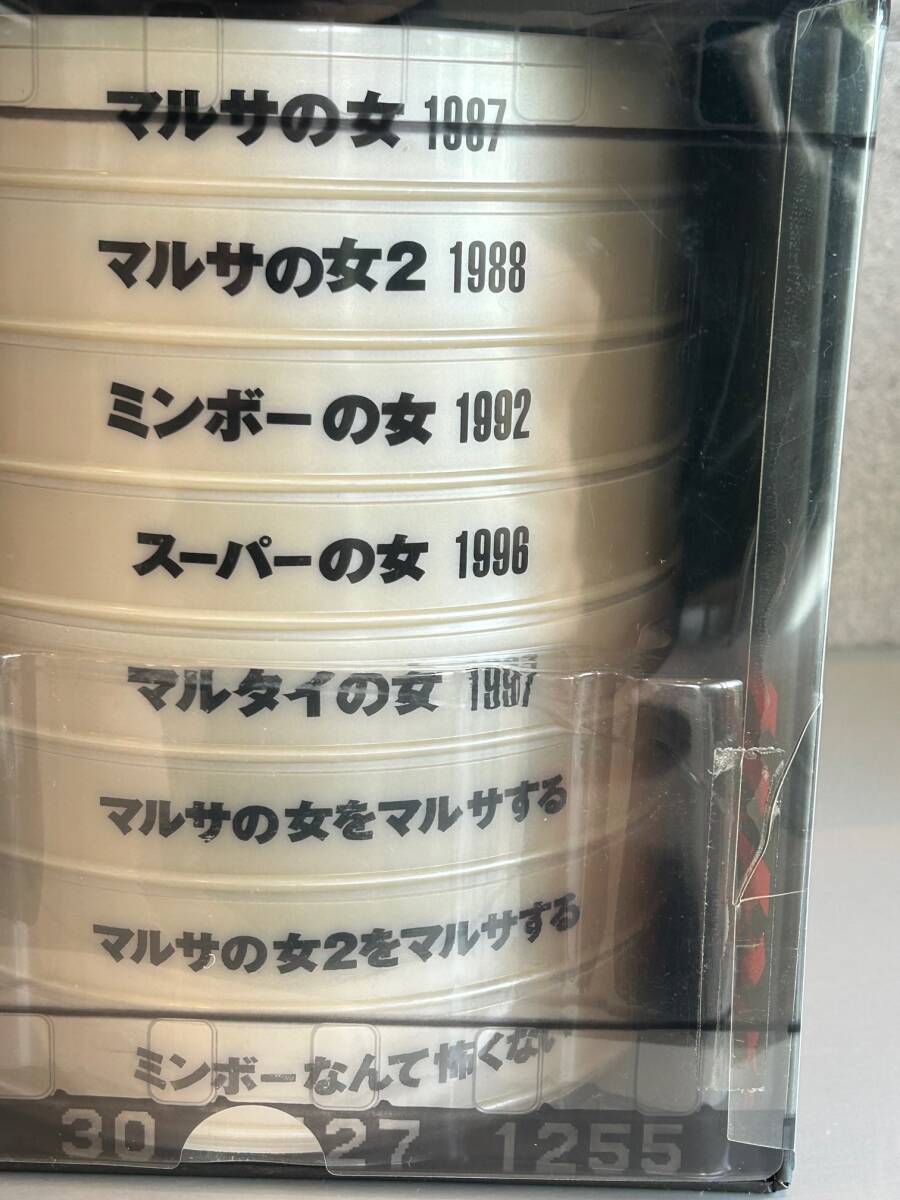 マルサの女 1987
マルサの女2 1988
ミンボーの女 1992
スーパーの女 1996
マルタイの女 1997
マルサの女をマルサする
マルサの女2をマルサする
ミンボーなんて怖くない
30 27 1255